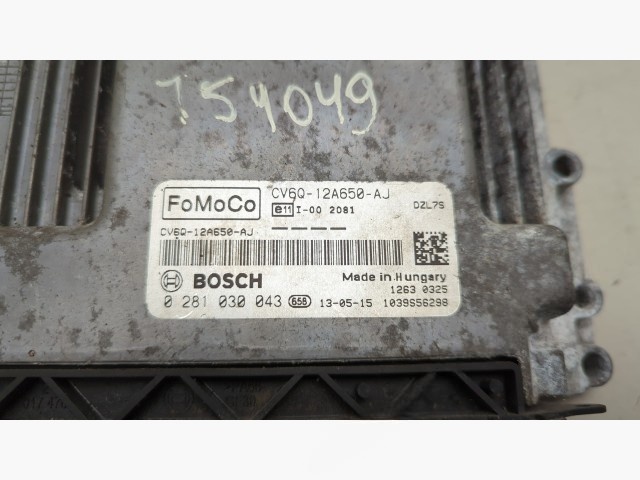 154049
FoMoCo CV6Q-12A650-AJ
e11 I-00 2081 DZL7S
CV6Q-12A650-AJ
BOSCH Made in Hungary
1263 0325
0 281 030 043 658 13-05-15 1039S56298